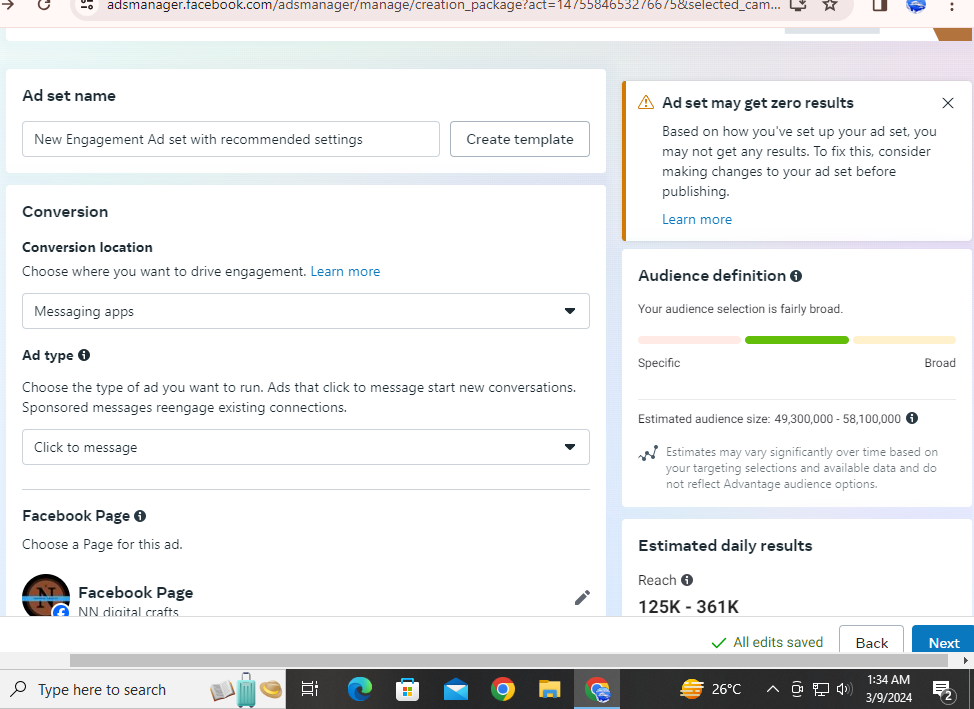 adsmanager.facebook.com/adsmanager/manage/creation_package?act=1475584653276675&selected_cam...
Ad set name
New Engagement Ad set with recommended settings
Create template
Conversion
Conversion location
Choose where you want to drive engagement. Learn more
Messaging apps
Ad type
Choose the type of ad you want to run. Ads that click to message start new conversations.
Sponsored messages reengage existing connections.
Click to message
Facebook Page
Choose a Page for this ad.
Facebook Page
NN digital crafts
Ad set may get zero results
Based on how you've set up your ad set, you
may not get any results. To fix this, consider
making changes to your ad set before
publishing.
Learn more
Audience definition
Your audience selection is fairly broad.
Specific
Broad
Estimated audience size: 49,300,000 - 58,100,000
Estimates may vary significantly over time based on
your targeting selections and available data and do
not reflect Advantage audience options.
Estimated daily results
Reach
125K - 361K
All edits saved
Back
Next
Type here to search
26°C
1:34 AM
3/9/2024
2